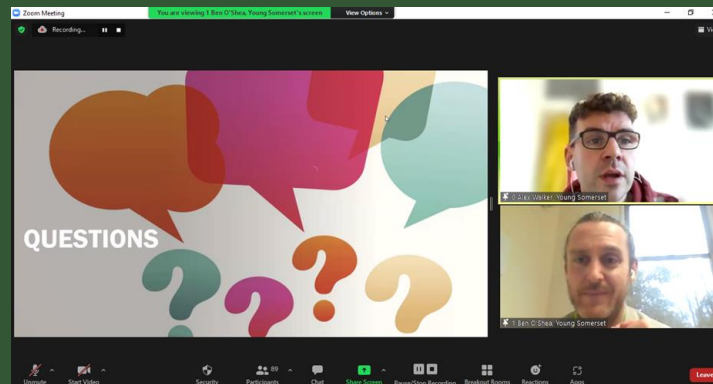 Zoom Meeting
You are viewing 1 Ben O'Shea, Young Somerset's screen
View Options
Recording...
QUESTIONS
0 Alex Walker, Young Somerset
1 Ben O'Shea, Young Somerset
Unmute
Start Video
Security
Participants
89
Chat
Share Screen
Pause/Stop Recording
Breakout Rooms
Reactions
Apps
Leave